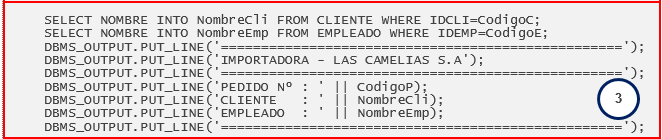 SELECT NOMBRE INTO NombreCli FROM CLIENTE WHERE IDCLI=CodigoC;
SELECT NOMBRE INTO NombreEmp FROM EMPLEADO WHERE IDEMP=CodigoE;
DBMS_OUTPUT.PUT_LINE('==================================================');
DBMS_OUTPUT.PUT_LINE('IMPORTADORA - LAS CAMELIAS S.A');
DBMS_OUTPUT.PUT_LINE('==================================================');
DBMS_OUTPUT.PUT_LINE('PEDIDO Nº : ' || CodigoP);
DBMS_OUTPUT.PUT_LINE('CLIENTE   : ' || NombreCli);
DBMS_OUTPUT.PUT_LINE('EMPLEADO  : ' || NombreEmp);
DBMS_OUTPUT.PUT_LINE('==================================================');
3